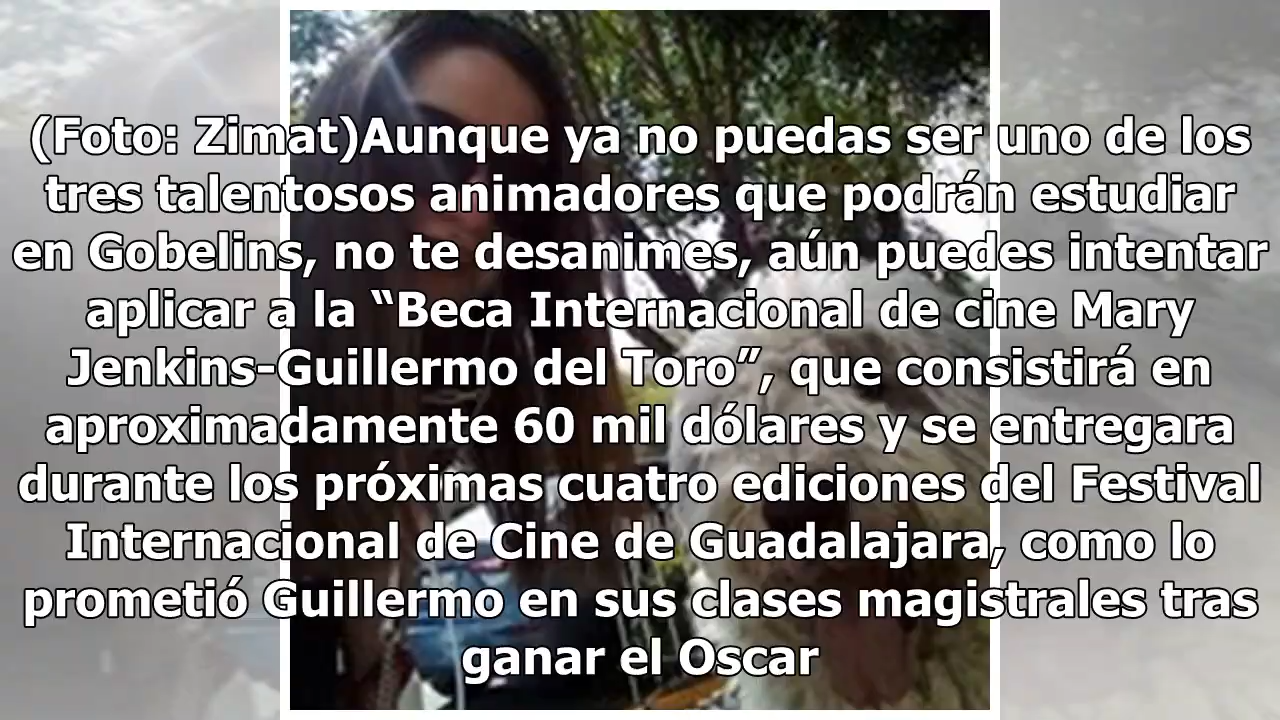 (Foto: Zimat)Aunque ya no puedas ser uno de los
tres talentosos animadores que podrán estudiar
en Gobelins, no te desanimes, aún puedes intentar
aplicar a la “Beca Internacional de cine Mary
Jenkins-Guillermo del Toro”, que consistirá en
aproximadamente 60 mil dólares y se entregara
durante los próximas cuatro ediciones del Festival
Internacional de Cine de Guadalajara, como lo
prometió Guillermo en sus clases magistrales tras
ganar el Oscar